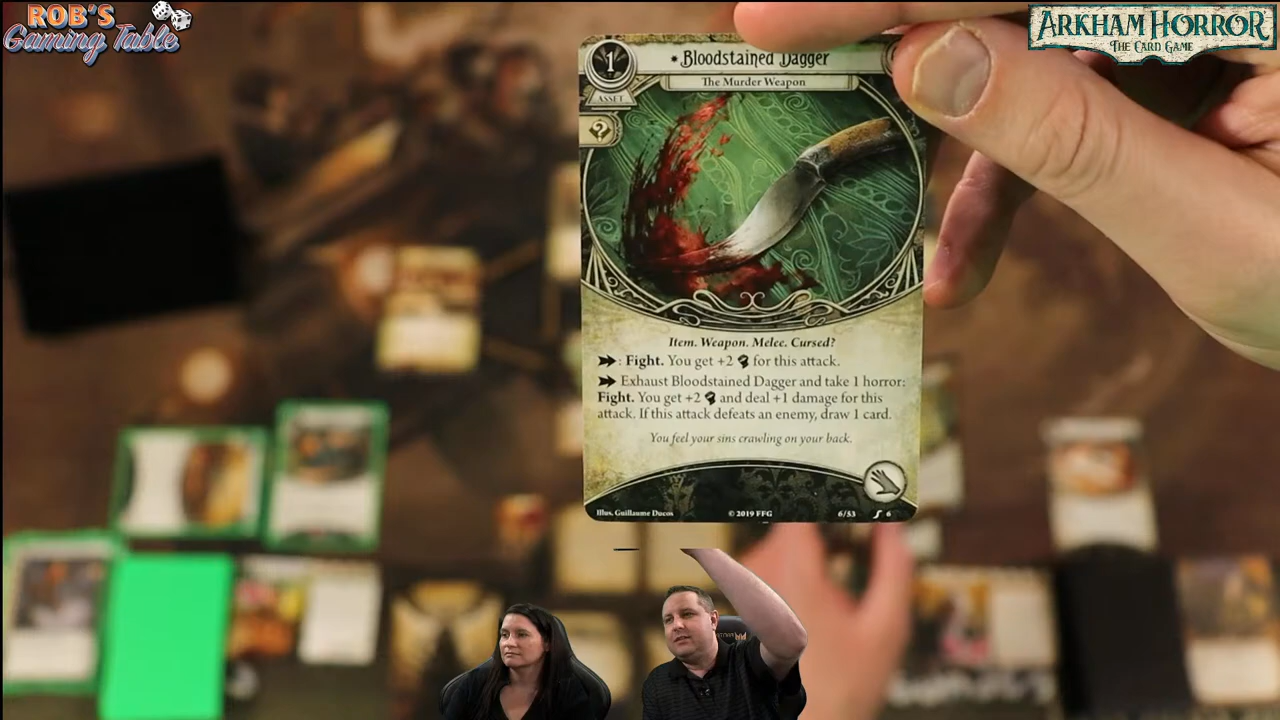 ROB'S
Gaming Table
ARKHAM HORROR
THE CARD GAME
1
ASSET
Bloodstained Dagger
The Murder Weapon
?
Item. Weapon. Melee. Cursed?
: Fight. You get +2 for this attack.
Exhaust Bloodstained Dagger and take 1 horror:
Fight. You get +2 and deal +1 damage for this
attack. If this attack defeats an enemy, draw 1 card.
You feel your sins crawling on your back.
Illus. Guillaume Ducos
© 2019 FFG
6/53
6